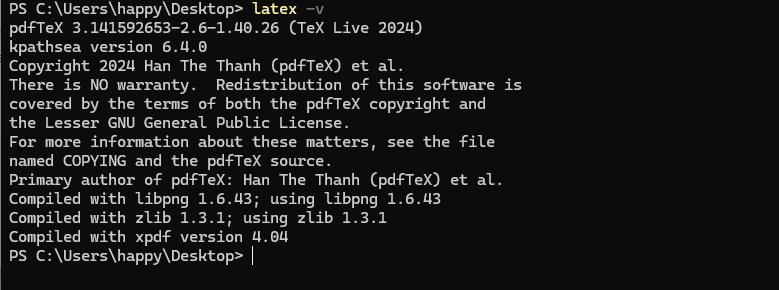 PS C:\Users\happy\Desktop> latex -v
pdfTeX 3.141592653-2.6-1.40.26 (TeX Live 2024)
kpathsea version 6.4.0
Copyright 2024 Han The Thanh (pdfTeX) et al.
There is NO warranty.  Redistribution of this software is
covered by the terms of both the pdfTeX copyright and
the Lesser GNU General Public License.
For more information about these matters, see the file
named COPYING and the pdfTeX source.
Primary author of pdfTeX: Han The Thanh (pdfTeX) et al.
Compiled with libpng 1.6.43; using libpng 1.6.43
Compiled with zlib 1.3.1; using zlib 1.3.1
Compiled with xpdf version 4.04
PS C:\Users\happy\Desktop>